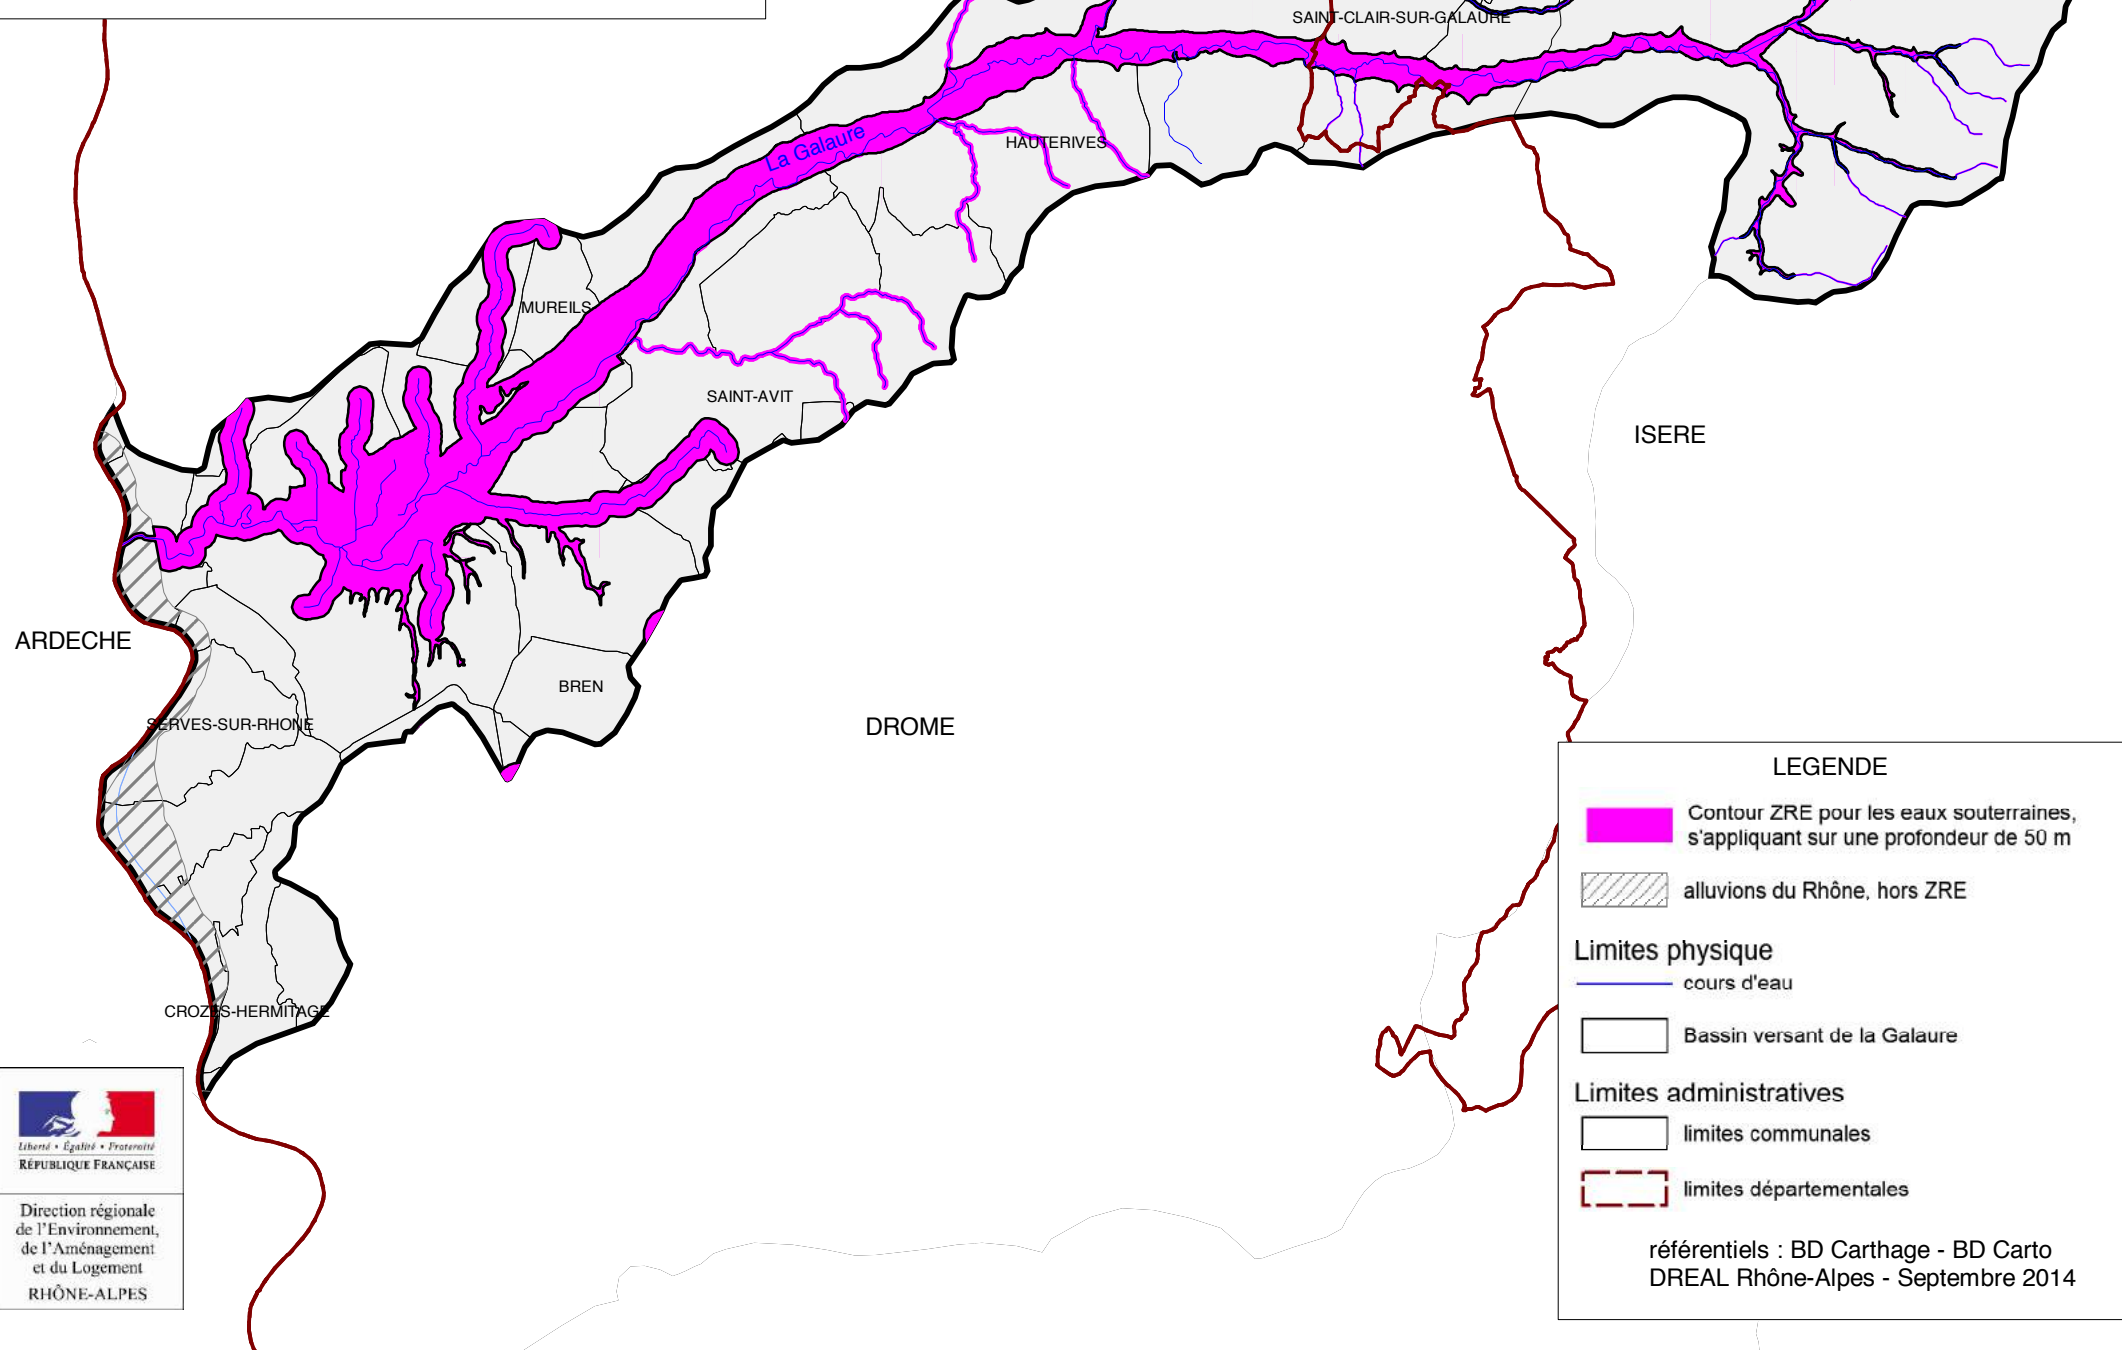 SAINT-CLAIR-SUR-GALAURE
La Galaure
HAUTERIVES
MUREILS
SAINT-AVIT
ISERE
ARDECHE
BREN
SERVES-SUR-RHONE
DROME
CROZES-HERMITAGE
LEGENDE
Contour ZRE pour les eaux souterraines,
s'appliquant sur une profondeur de 50 m
alluvions du Rhône, hors ZRE
Limites physique
cours d'eau
Bassin versant de la Galaure
Limites administratives
limites communales
limites départementales
référentiels : BD Carthage - BD Carto
DREAL Rhône-Alpes - Septembre 2014
Liberté • Égalité • Fraternité
RÉPUBLIQUE FRANÇAISE
Direction régionale
de l'Environnement,
de l'Aménagement
et du Logement
RHÔNE-ALPES